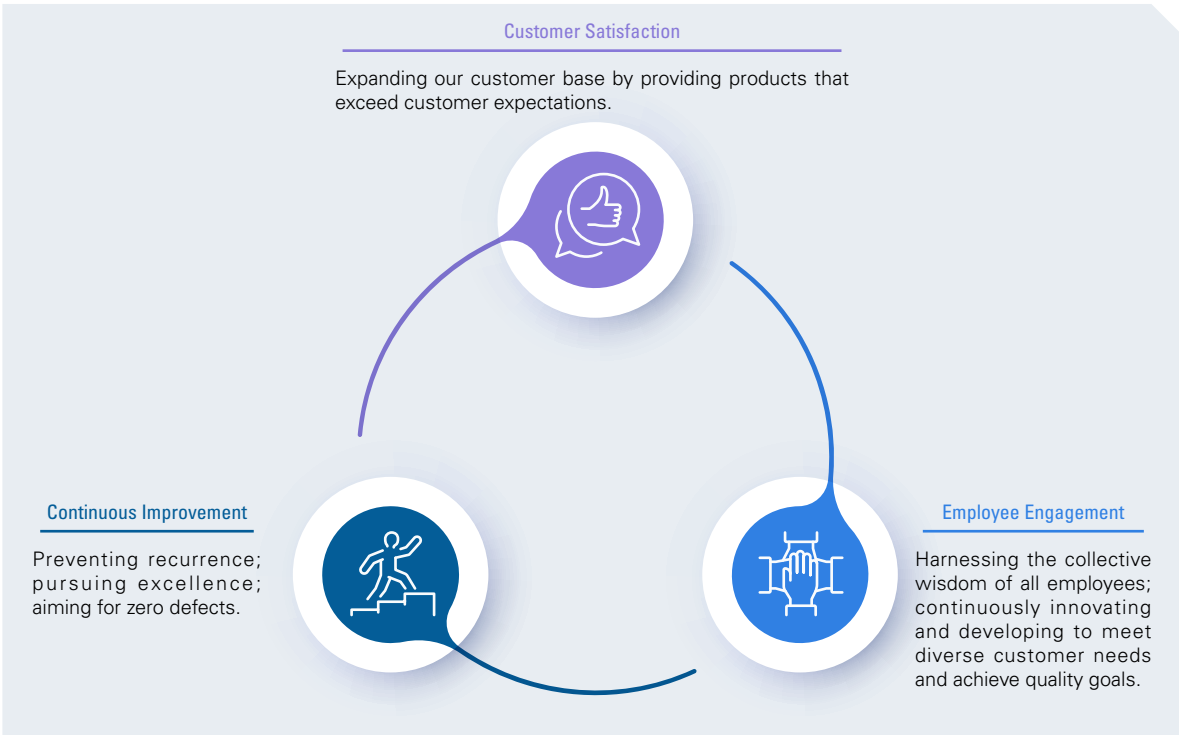 Customer Satisfaction
Expanding our customer base by providing products that
exceed customer expectations.
Continuous Improvement
Preventing recurrence;
pursuing excellence;
aiming for zero defects.
Employee Engagement
Harnessing the collective
wisdom of all employees;
continuously innovating
and developing to meet
diverse customer needs
and achieve quality goals.